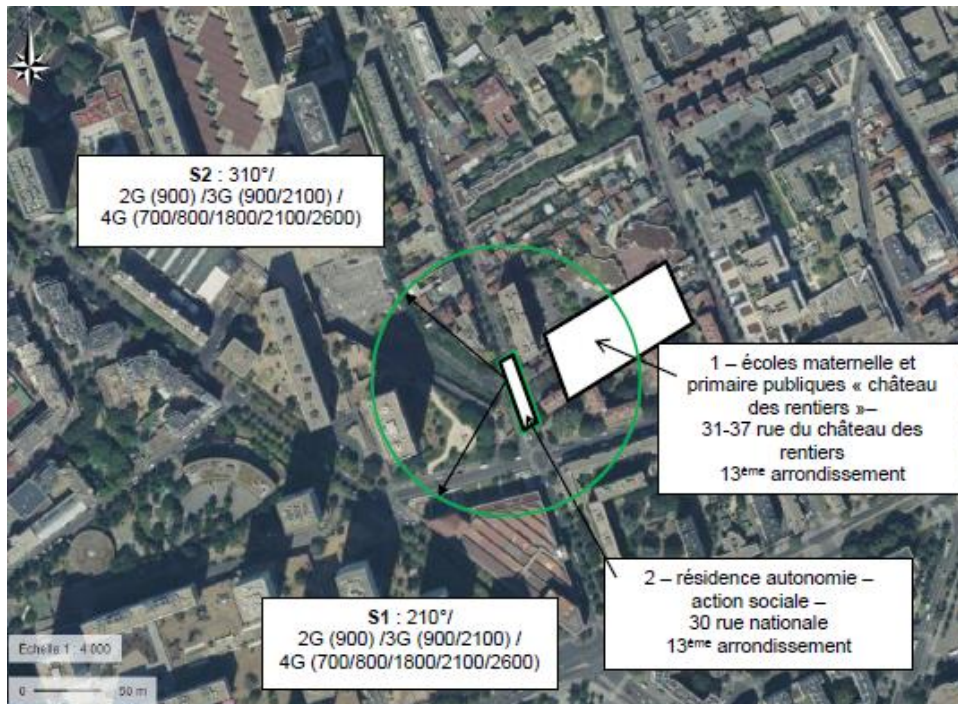 S2 : 310°/
2G (900) /3G (900/2100) /
4G (700/800/1800/2100/2600)
1 – écoles maternelle et
primaire publiques « château
des rentiers »–
31-37 rue du château des
rentiers
13ème arrondissement
2 – résidence autonomie –
action sociale –
30 rue nationale
13ème arrondissement
S1 : 210°/
2G (900) /3G (900/2100) /
4G (700/800/1800/2100/2600)
Echelle 1 : 4 000
0 50 m